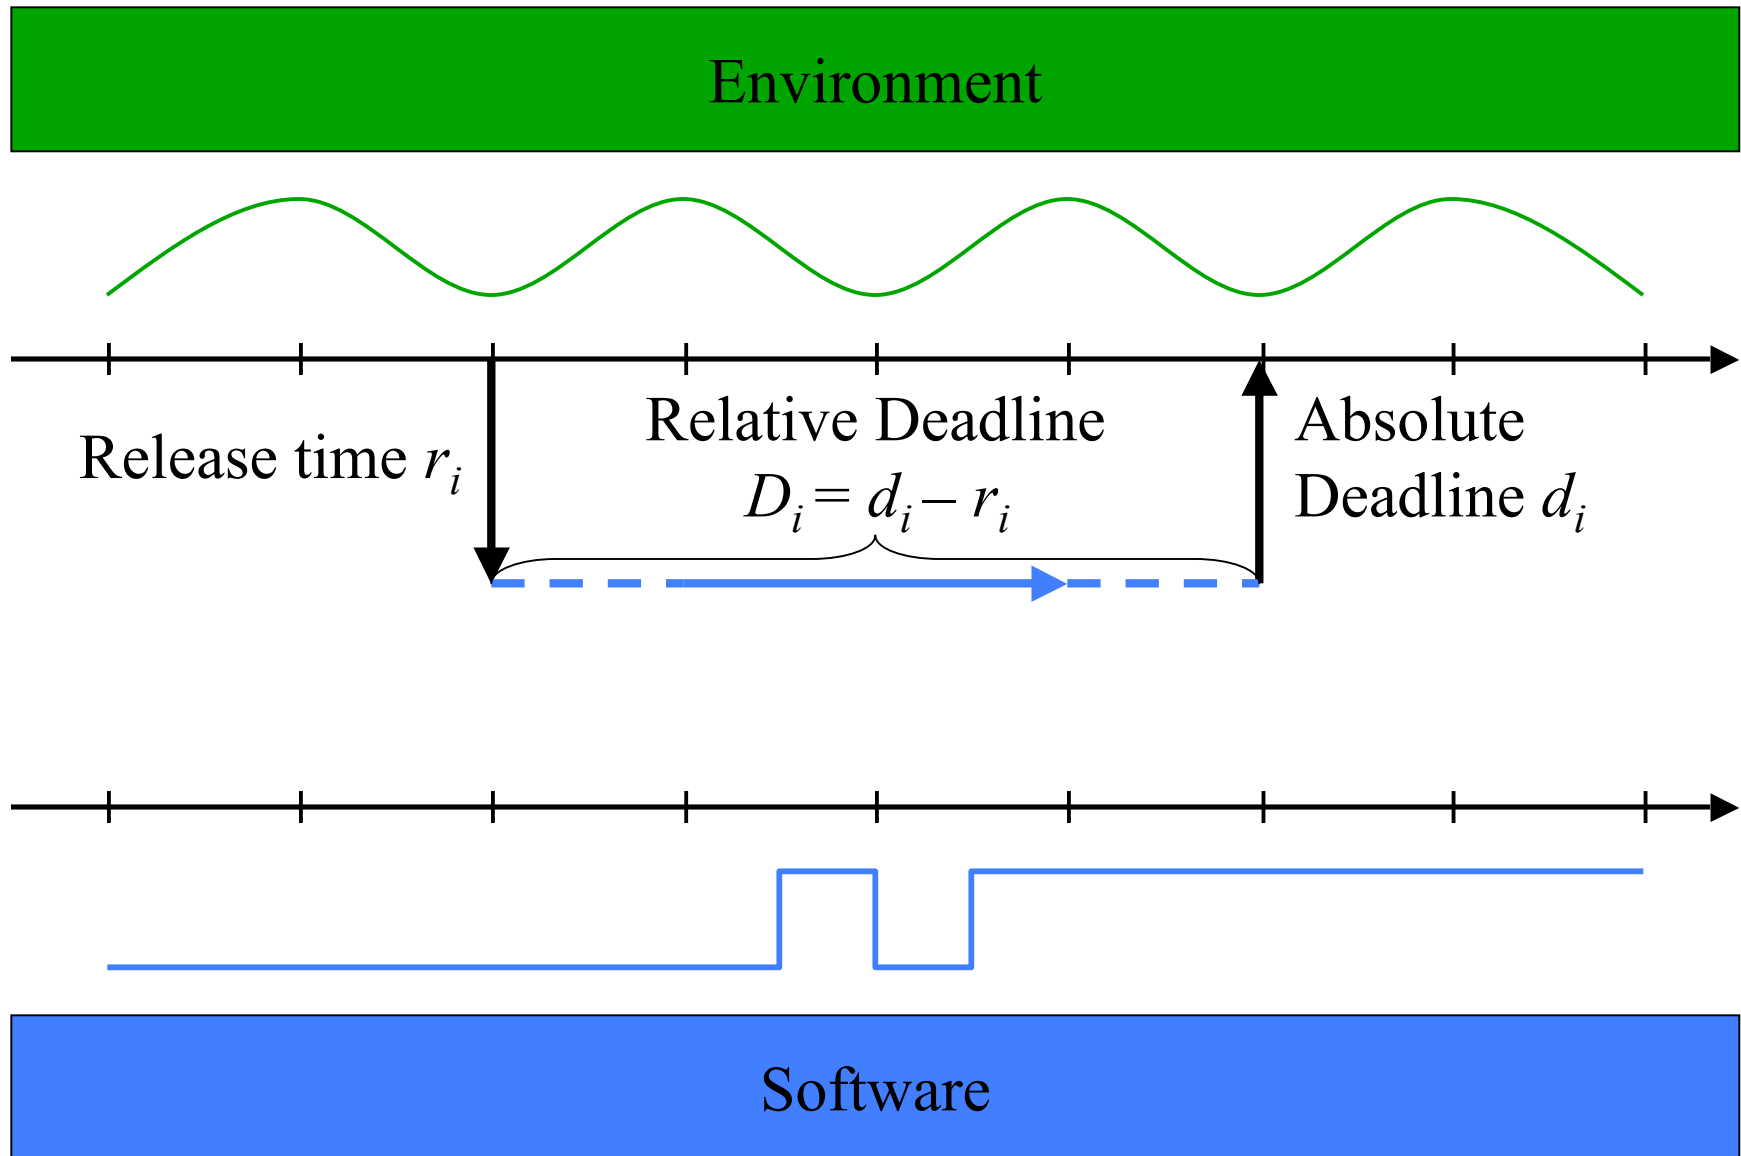 Environment
Release time r_i
Relative Deadline
D_i = d_i – r_i
Absolute
Deadline d_i
Software